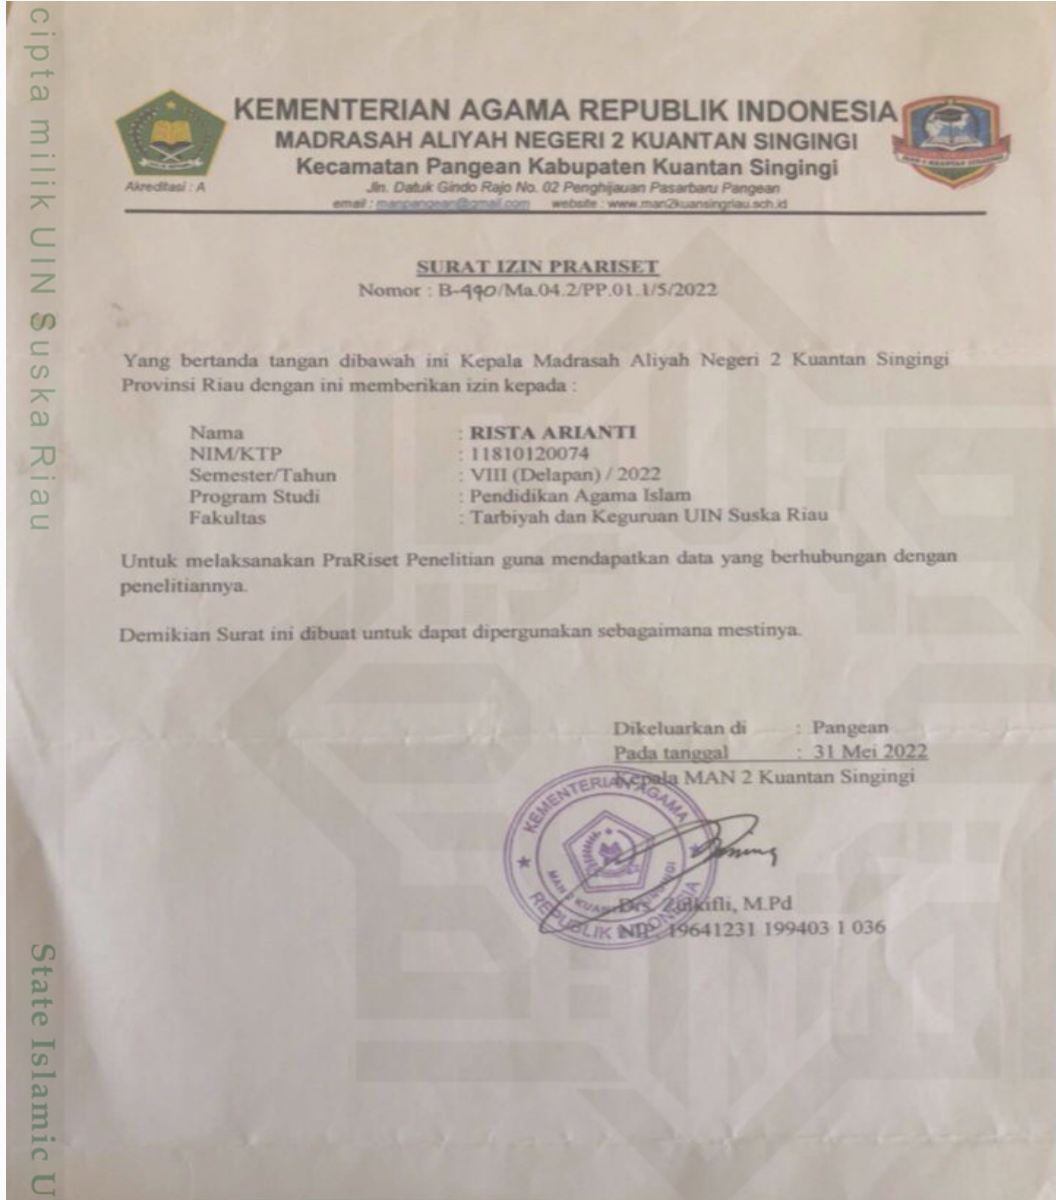 cipta milik UIN Suska Riau
State Islamic U
KEMENTERIAN AGAMA REPUBLIK INDONESIA
MADRASAH ALIYAH NEGERI 2 KUANTAN SINGINGI
Kecamatan Pangean Kabupaten Kuantan Singingi
Jln. Datuk Gindo Rajo No. 02 Penghijauan Pasarbaru Pangean
email : manpangean@gmail.com website : www.man2kuansingriau.sch.id
Akreditasi : A
SURAT IZIN PRARISET
Nomor : B-490/Ma.04.2/PP.01.1/5/2022
Yang bertanda tangan dibawah ini Kepala Madrasah Aliyah Negeri 2 Kuantan Singingi
Provinsi Riau dengan ini memberikan izin kepada :
Nama : RISTA ARIANTI
NIM/KTP : 11810120074
Semester/Tahun : VIII (Delapan) / 2022
Program Studi : Pendidikan Agama Islam
Fakultas : Tarbiyah dan Keguruan UIN Suska Riau
Untuk melaksanakan PraRiset Penelitian guna mendapatkan data yang berhubungan dengan
penelitiannya.
Demikian Surat ini dibuat untuk dapat dipergunakan sebagaimana mestinya.
Dikeluarkan di : Pangean
Pada tanggal : 31 Mei 2022
Kepala MAN 2 Kuantan Singingi
KEMENTERIAN AGAMA
REPUBLIK INDONESIA
Drs. Zulkifli, M.Pd
NIP. 19641231 199403 1 036